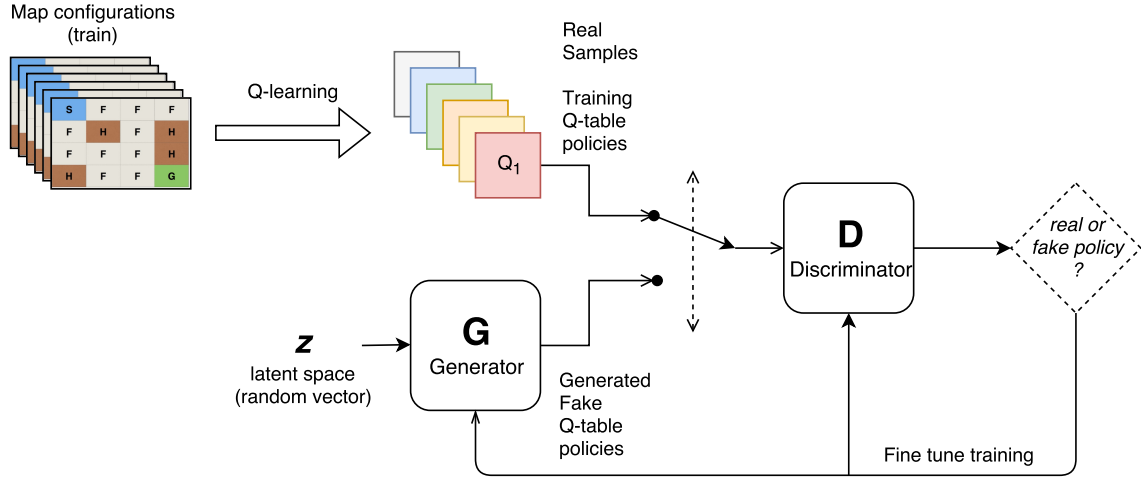 Map configurations
(train)
S F F F
F H F H
F F F H
H F F G
Q-learning
Q1
Real
Samples
Training
Q-table
policies
z
latent space
(random vector)
G
Generator
Generated
Fake
Q-table
policies
D
Discriminator
real or
fake policy
?
Fine tune training